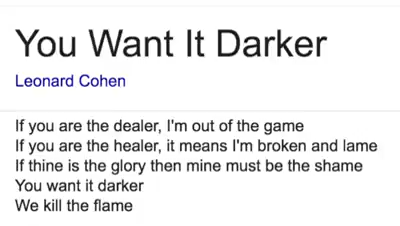 You Want It Darker
Leonard Cohen
If you are the dealer, I'm out of the game
If you are the healer, it means I'm broken and lame
If thine is the glory then mine must be the shame
You want it darker
We kill the flame